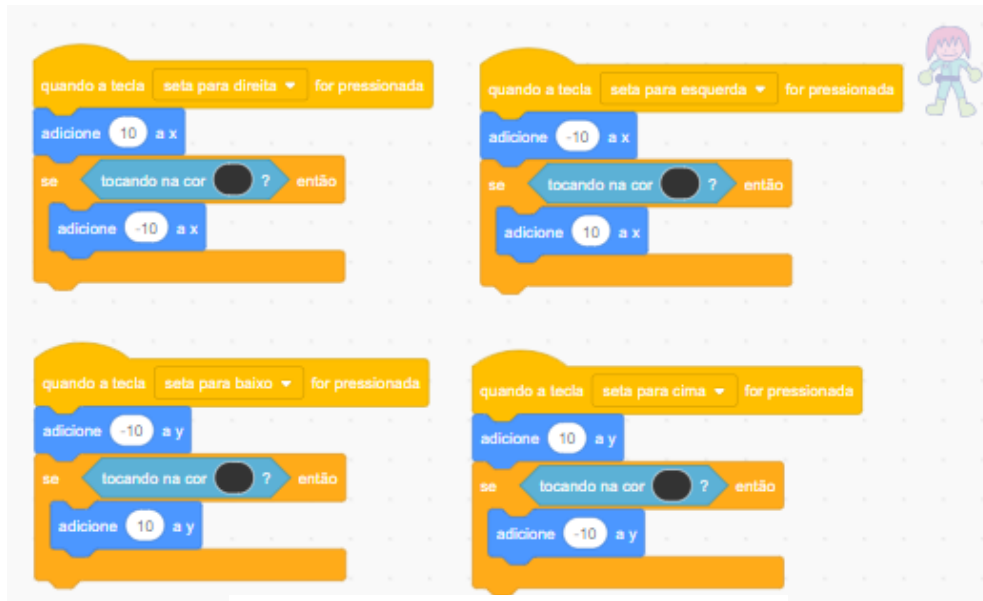 quando a tecla seta para direita for pressionada
adicione 10 a x
se tocando na cor ? então
adicione -10 a x
quando a tecla seta para esquerda for pressionada
adicione -10 a x
se tocando na cor ? então
adicione 10 a x
quando a tecla seta para baixo for pressionada
adicione -10 a y
se tocando na cor ? então
adicione 10 a y
quando a tecla seta para cima for pressionada
adicione 10 a y
se tocando na cor ? então
adicione -10 a y